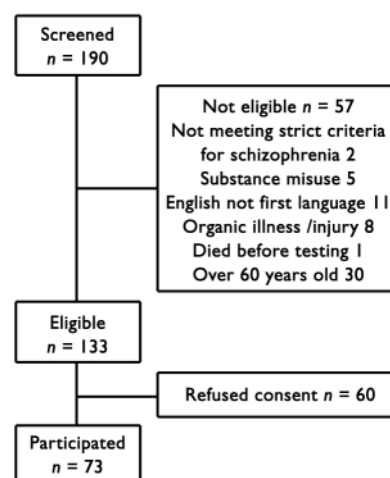 Screened
n = 190
Not eligible n = 57
Not meeting strict criteria
for schizophrenia 2
Substance misuse 5
English not first language 11
Organic illness /injury 8
Died before testing 1
Over 60 years old 30
Eligible
n = 133
Refused consent n = 60
Participated
n = 73